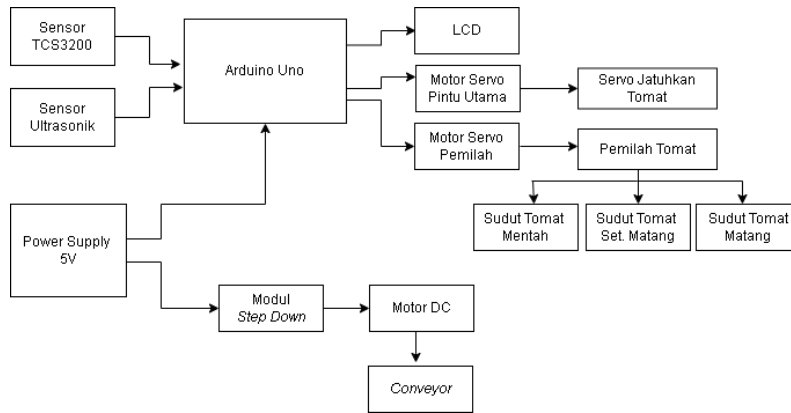 Sensor
TCS3200
Arduino Uno
LCD
Sensor
Ultrasonik
Motor Servo
Pintu Utama
Servo Jatuhkan
Tomat
Motor Servo
Pemilah
Pemilah Tomat
Sudut Tomat
Mentah
Sudut Tomat
Set. Matang
Sudut Tomat
Matang
Power Supply
5V
Modul
Step Down
Motor DC
Conveyor